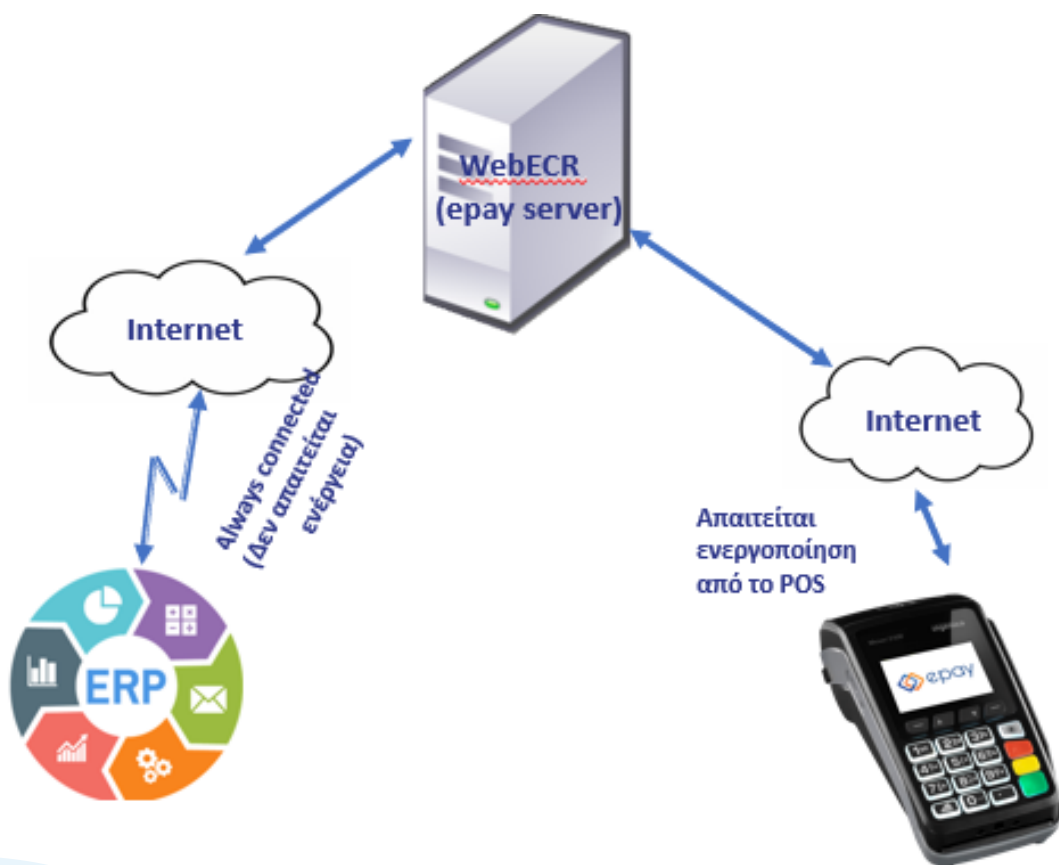 WebECR
(epay server)
Internet
Always connected
(Δεν απαιτείται
ενέργεια)
Internet
Απαιτείται
ενεργοποίηση
από το POS
ERP
epay